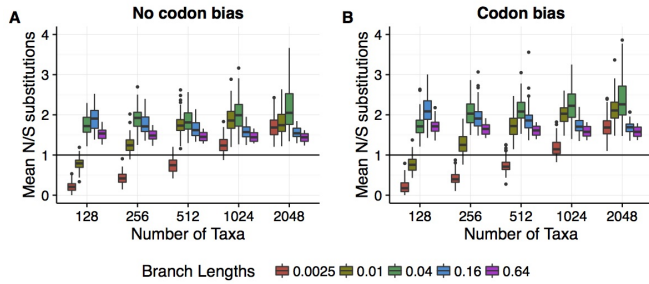 A
No codon bias
Mean N/S substitutions
4
3
2
1
0
128 256 512 1024 2048
Number of Taxa
B
Codon bias
Mean N/S substitutions
4
3
2
1
0
128 256 512 1024 2048
Number of Taxa
Branch Lengths 0.0025 0.01 0.04 0.16 0.64